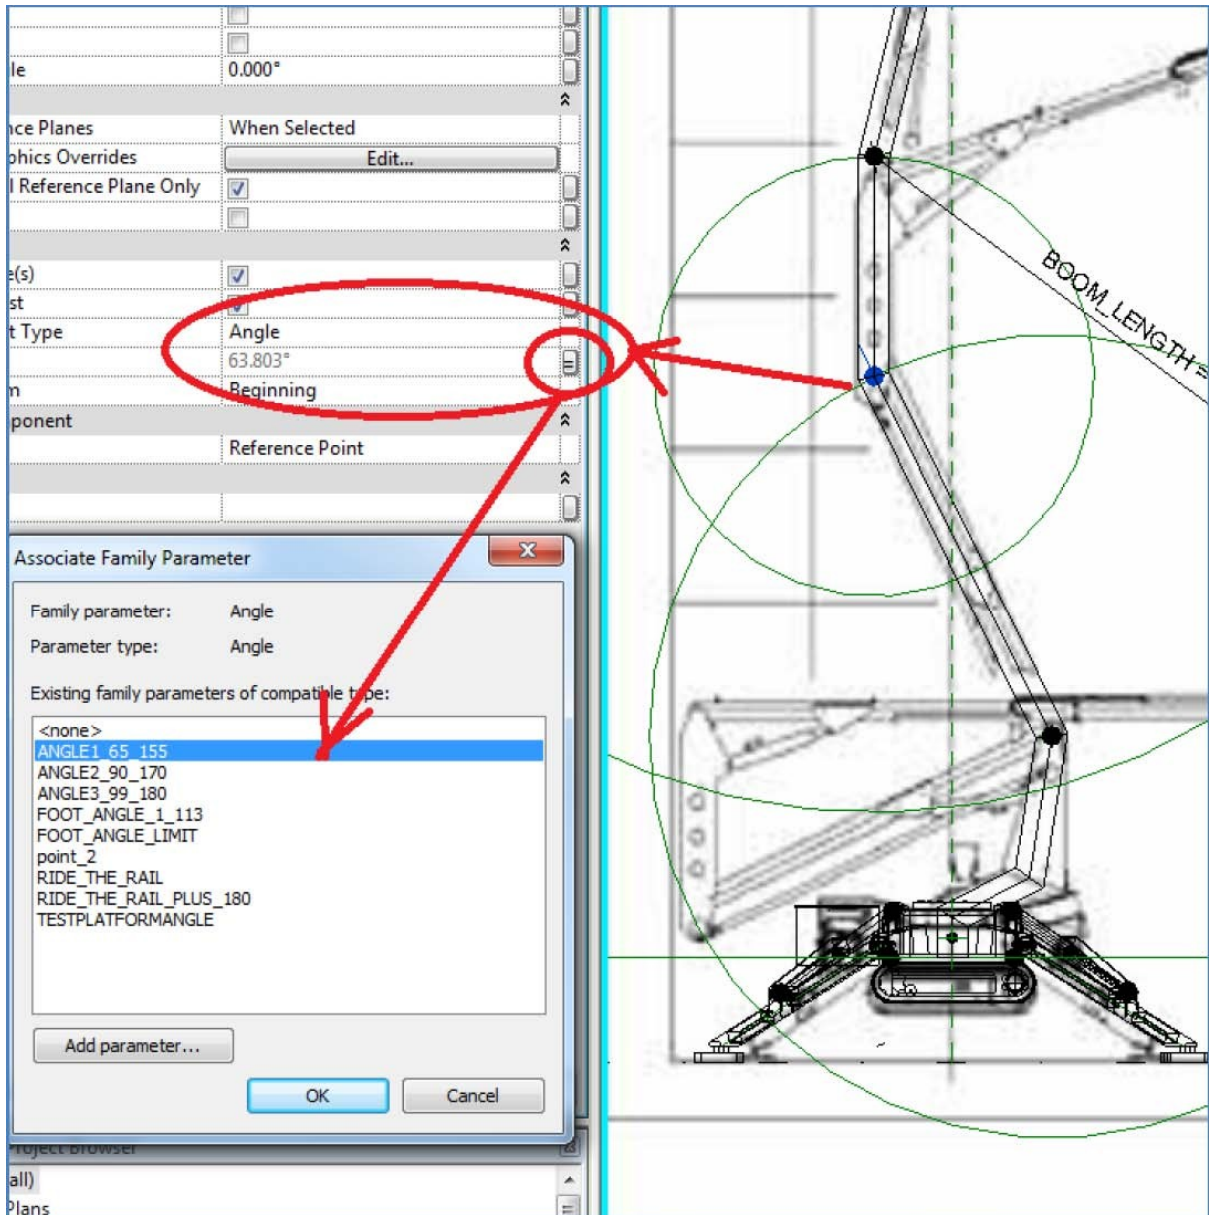 le 0.000°
nce Planes When Selected
phics Overrides Edit...
l Reference Plane Only
e(s)
st
t Type Angle
63.803°
m Beginning
ponent
Reference Point
BOOM_LENGTH =
Associate Family Parameter
Family parameter: Angle
Parameter type: Angle
Existing family parameters of compatible type:
<none>
ANGLE1_65_155
ANGLE2_90_170
ANGLE3_99_180
FOOT_ANGLE_1_113
FOOT_ANGLE_LIMIT
point_2
RIDE_THE_RAIL
RIDE_THE_RAIL_PLUS_180
TESTPLATFORMANGLE
Add parameter...
OK Cancel
Project Browser
all)
Plans